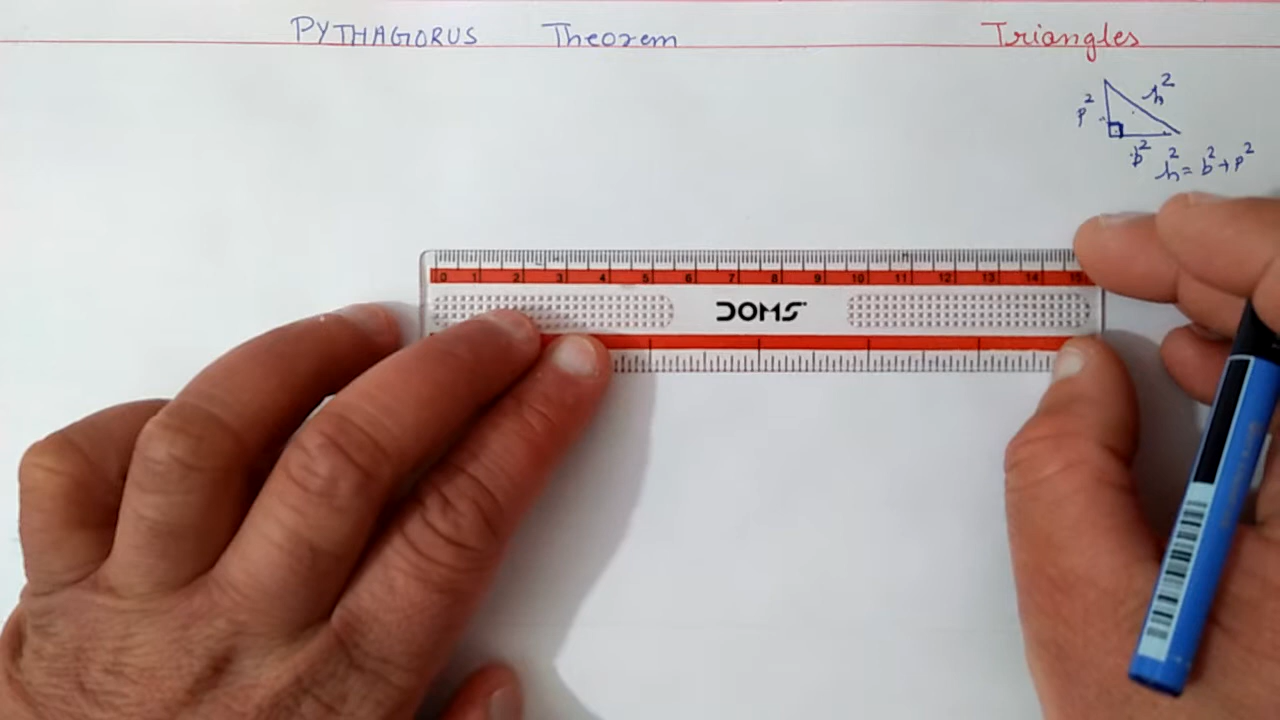 PYTHAGORUS Theorem Triangles
p² h²
b² h² = b² + p²
0 1 2 3 4 5 6 7 8 9 10 11 12 13 14 15
DOMS